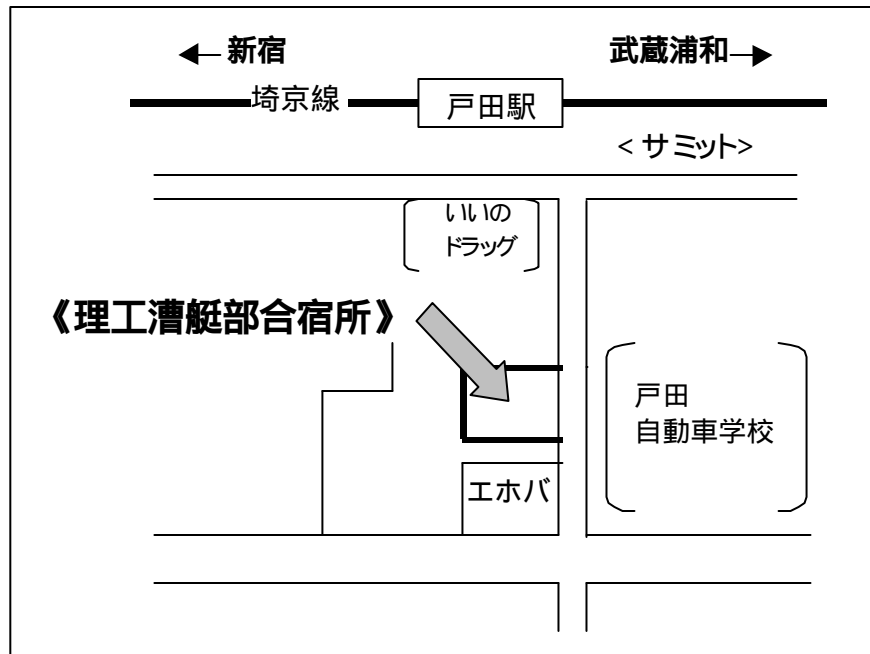 新宿
武蔵浦和
埼京線
戸田駅
<サミット>
いいの
ドラッグ
《理工漕艇部合宿所》
戸田
自動車学校
エホバ